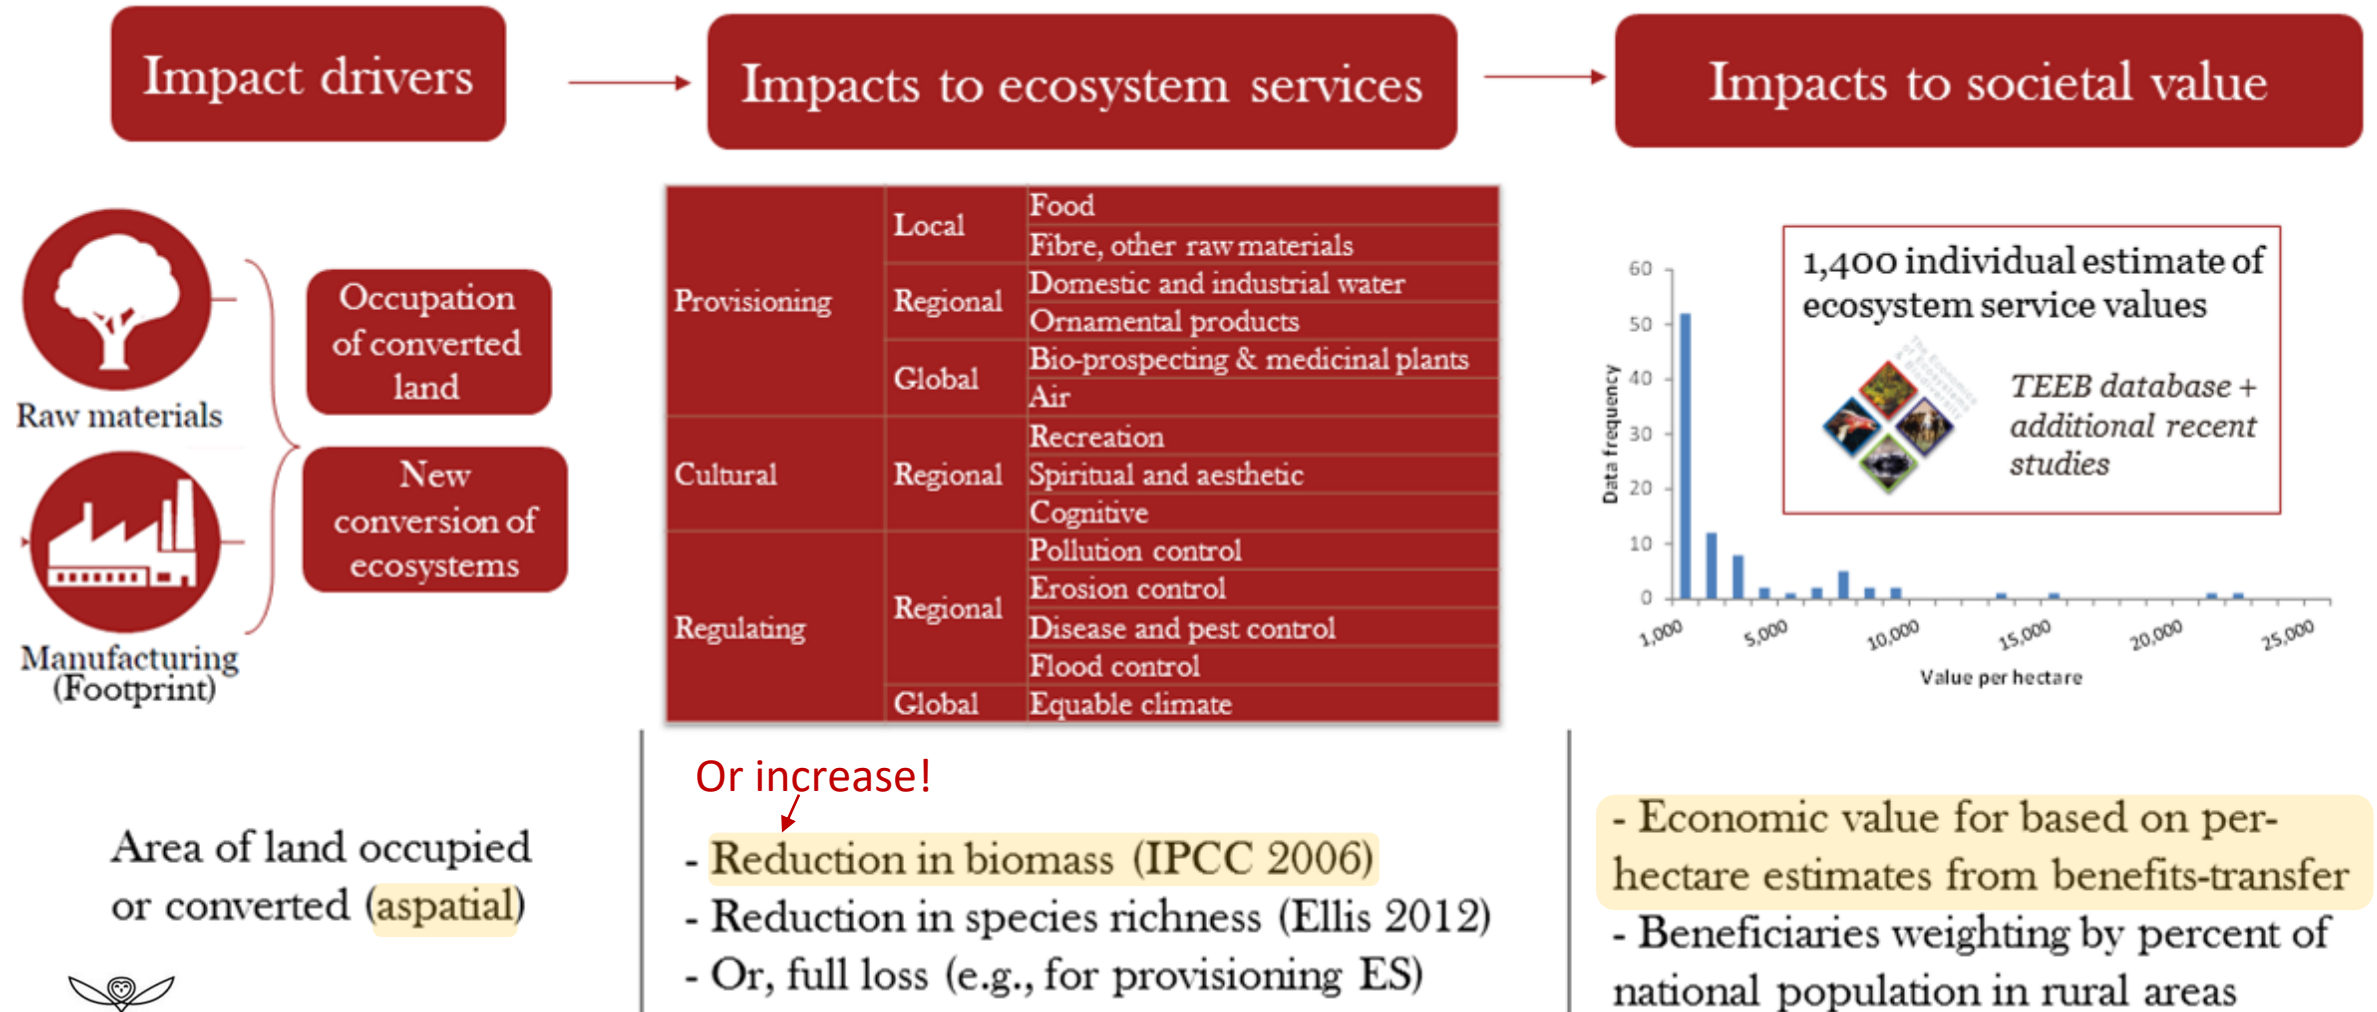 Impact drivers
Impacts to ecosystem services
Impacts to societal value
Raw materials
Manufacturing
(Footprint)
Occupation
of converted
land
New
conversion of
ecosystems
Provisioning
Local
Food
Fibre, other raw materials
Regional
Domestic and industrial water
Ornamental products
Global
Bio-prospecting & medicinal plants
Air
Cultural
Regional
Recreation
Spiritual and aesthetic
Cognitive
Regulating
Regional
Pollution control
Erosion control
Disease and pest control
Flood control
Global
Equable climate
1,400 individual estimate of
ecosystem service values
The Economics
of Ecosystems
& Biodiversity
TEEB database +
additional recent
studies
Data frequency
60
50
40
30
20
10
0
1,000
5,000
10,000
15,000
20,000
25,000
Value per hectare
Area of land occupied
or converted (aspatial)
Or increase!
- Reduction in biomass (IPCC 2006)
- Reduction in species richness (Ellis 2012)
- Or, full loss (e.g., for provisioning ES)
- Economic value for based on per-
hectare estimates from benefits-transfer
- Beneficiaries weighting by percent of
national population in rural areas